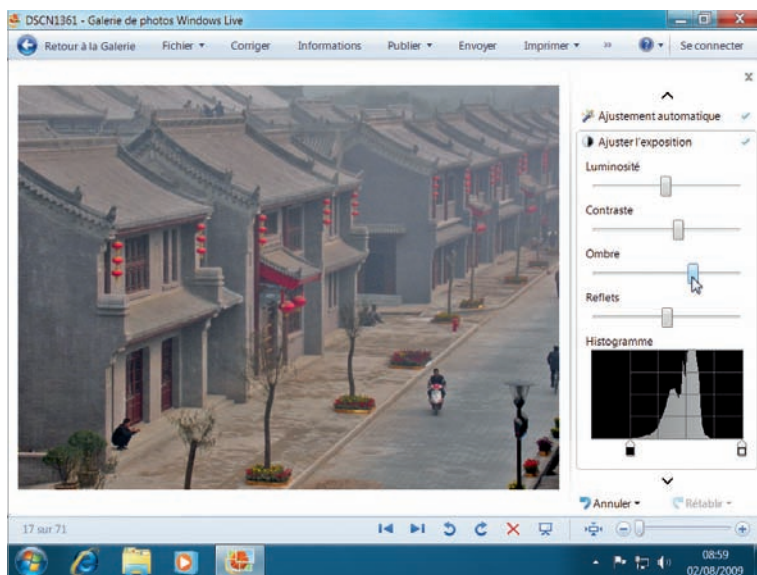 DSCN1361 - Galerie de photos Windows Live
Retour à la Galerie Fichier Corriger Informations Publier Envoyer Imprimer » ? Se connecter
x
Ajustement automatique
Ajuster l'exposition
Luminosité
Contraste
Ombre
Reflets
Histogramme
Annuler Rétablir
17 sur 71
08:59
02/08/2009